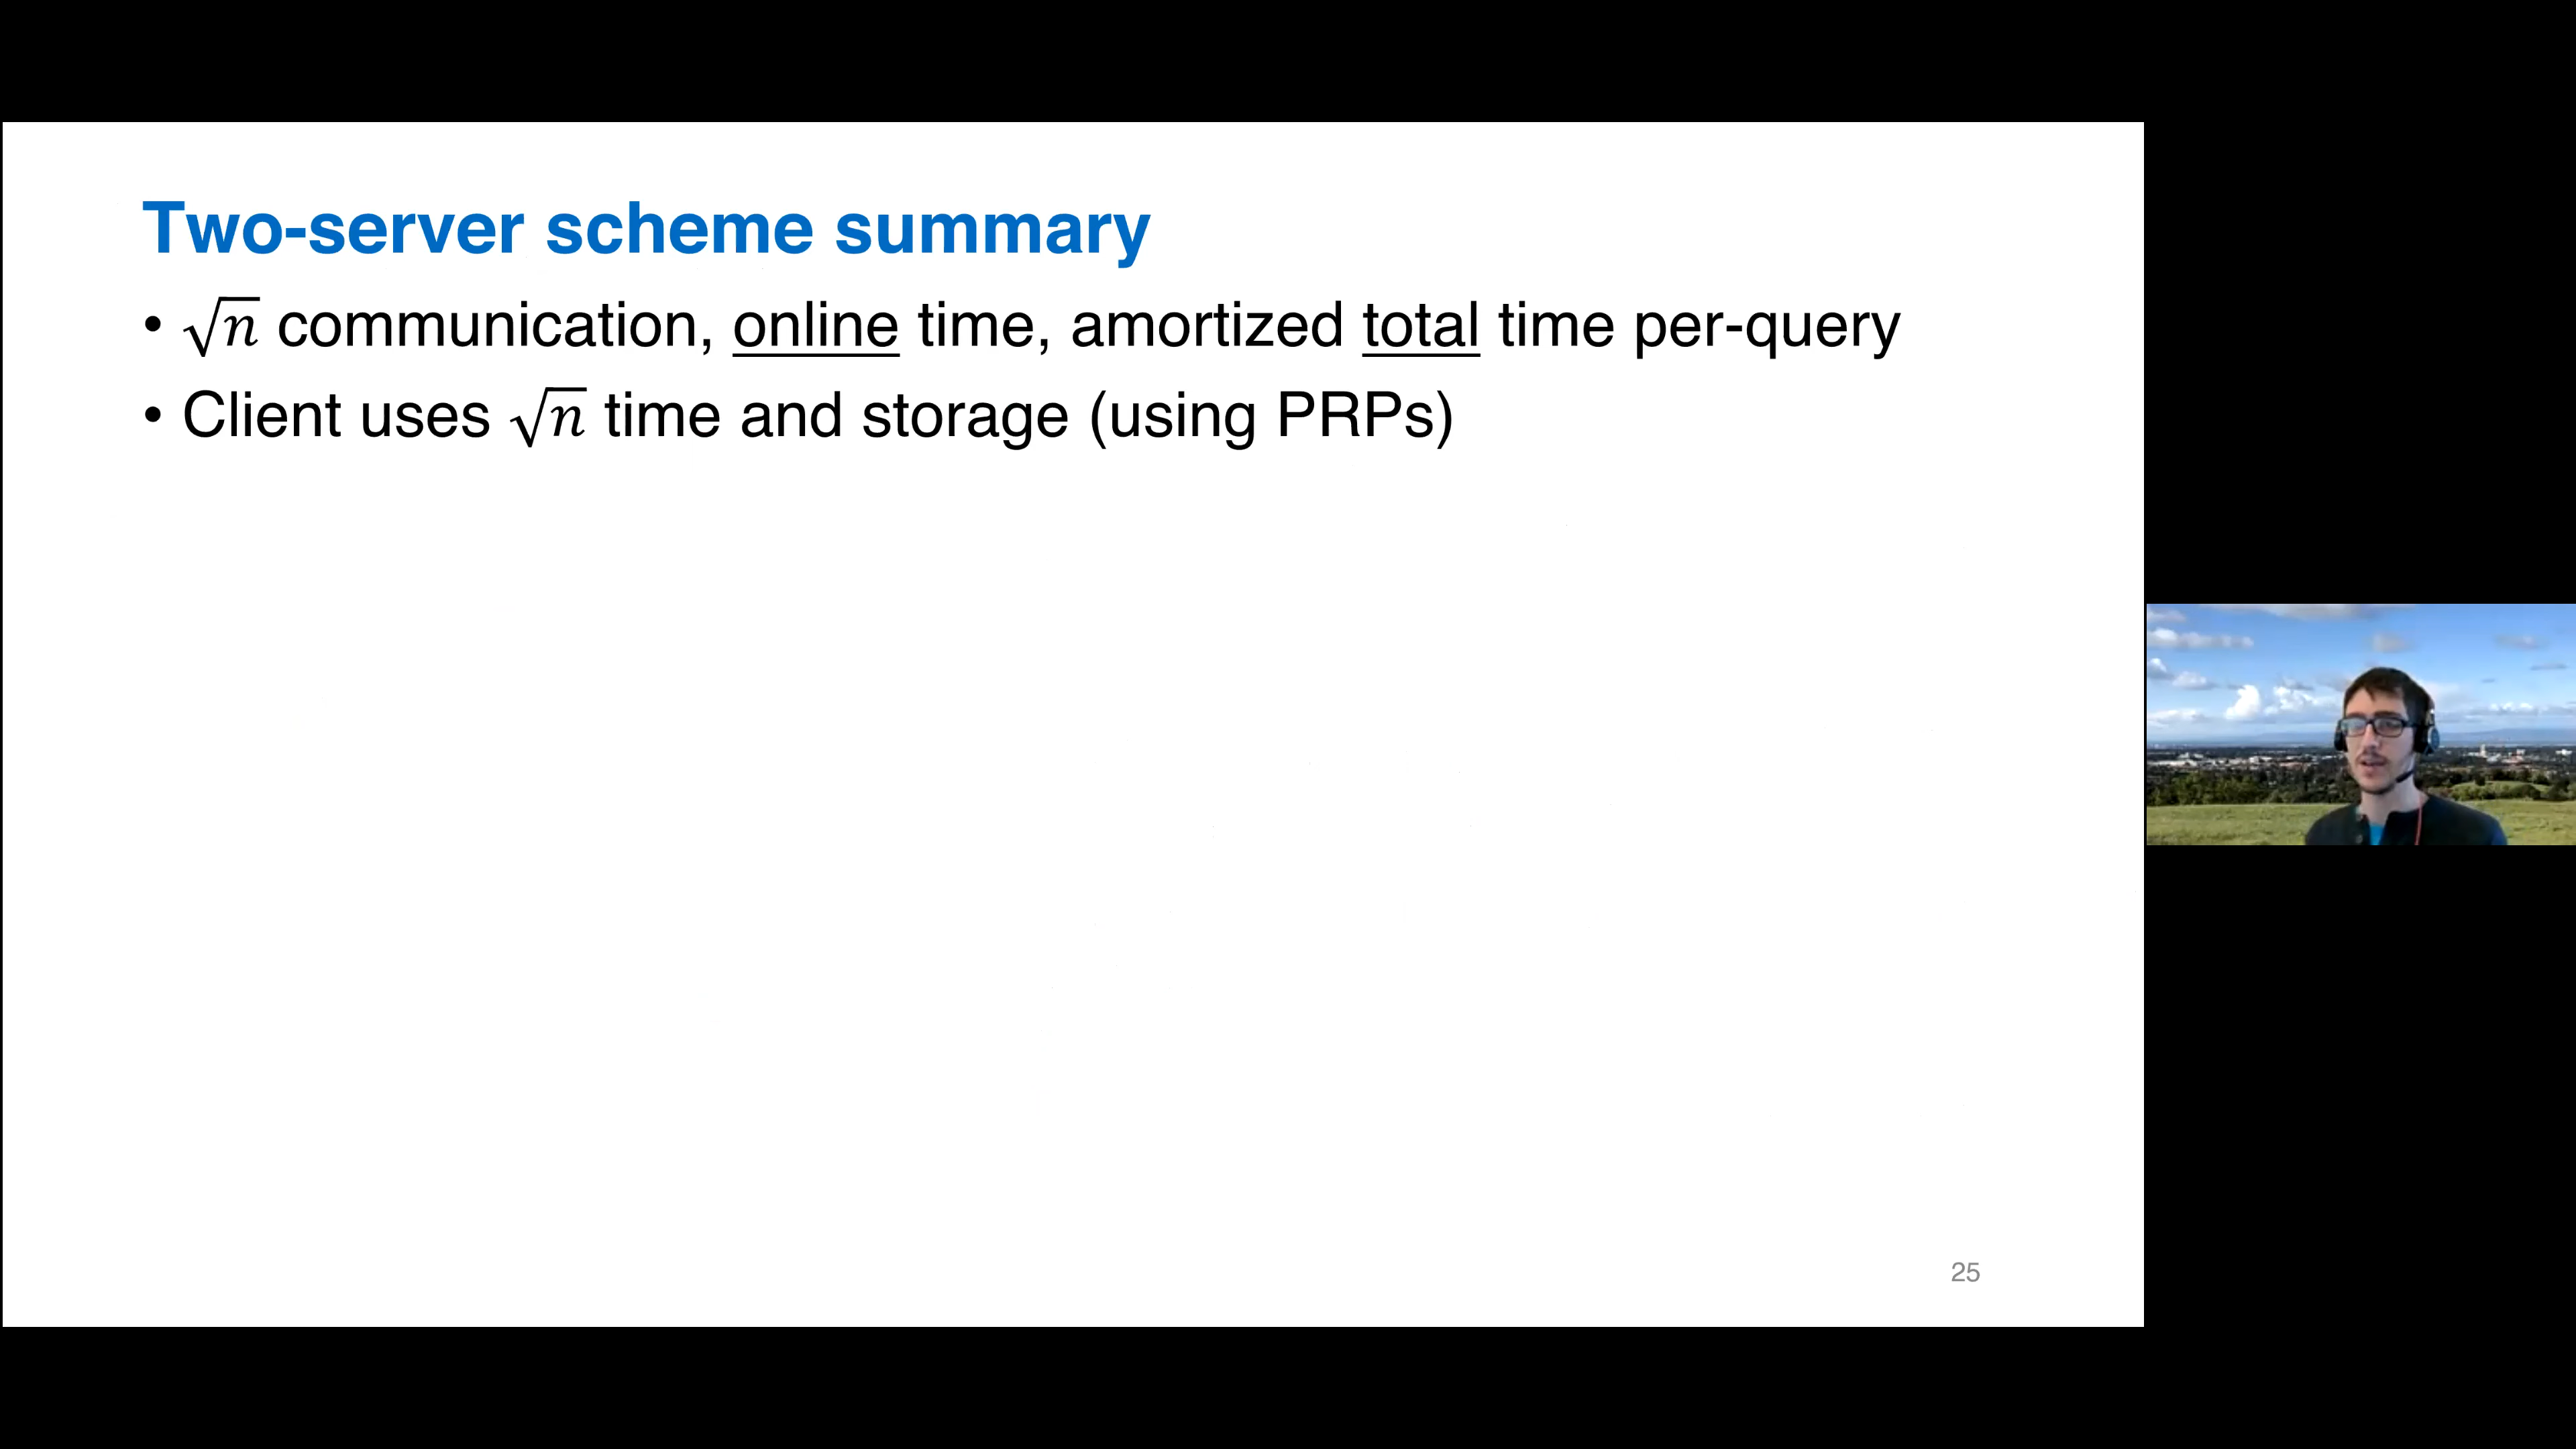 Two-server scheme summary
• √n communication, online time, amortized total time per-query
• Client uses √n time and storage (using PRPs)
25